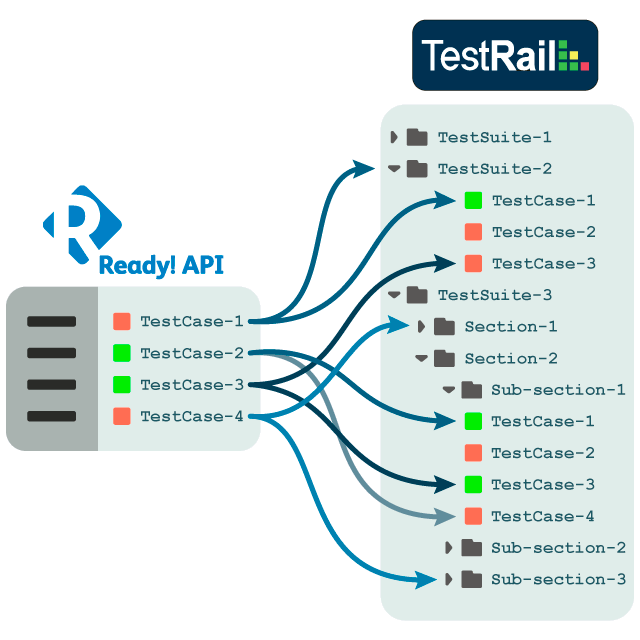 TestRail
TestSuite-1
TestSuite-2
TestCase-1
TestCase-2
TestCase-3
TestSuite-3
Section-1
Section-2
Sub-section-1
TestCase-1
TestCase-2
TestCase-3
TestCase-4
Sub-section-2
Sub-section-3
R
Ready! API
TestCase-1
TestCase-2
TestCase-3
TestCase-4